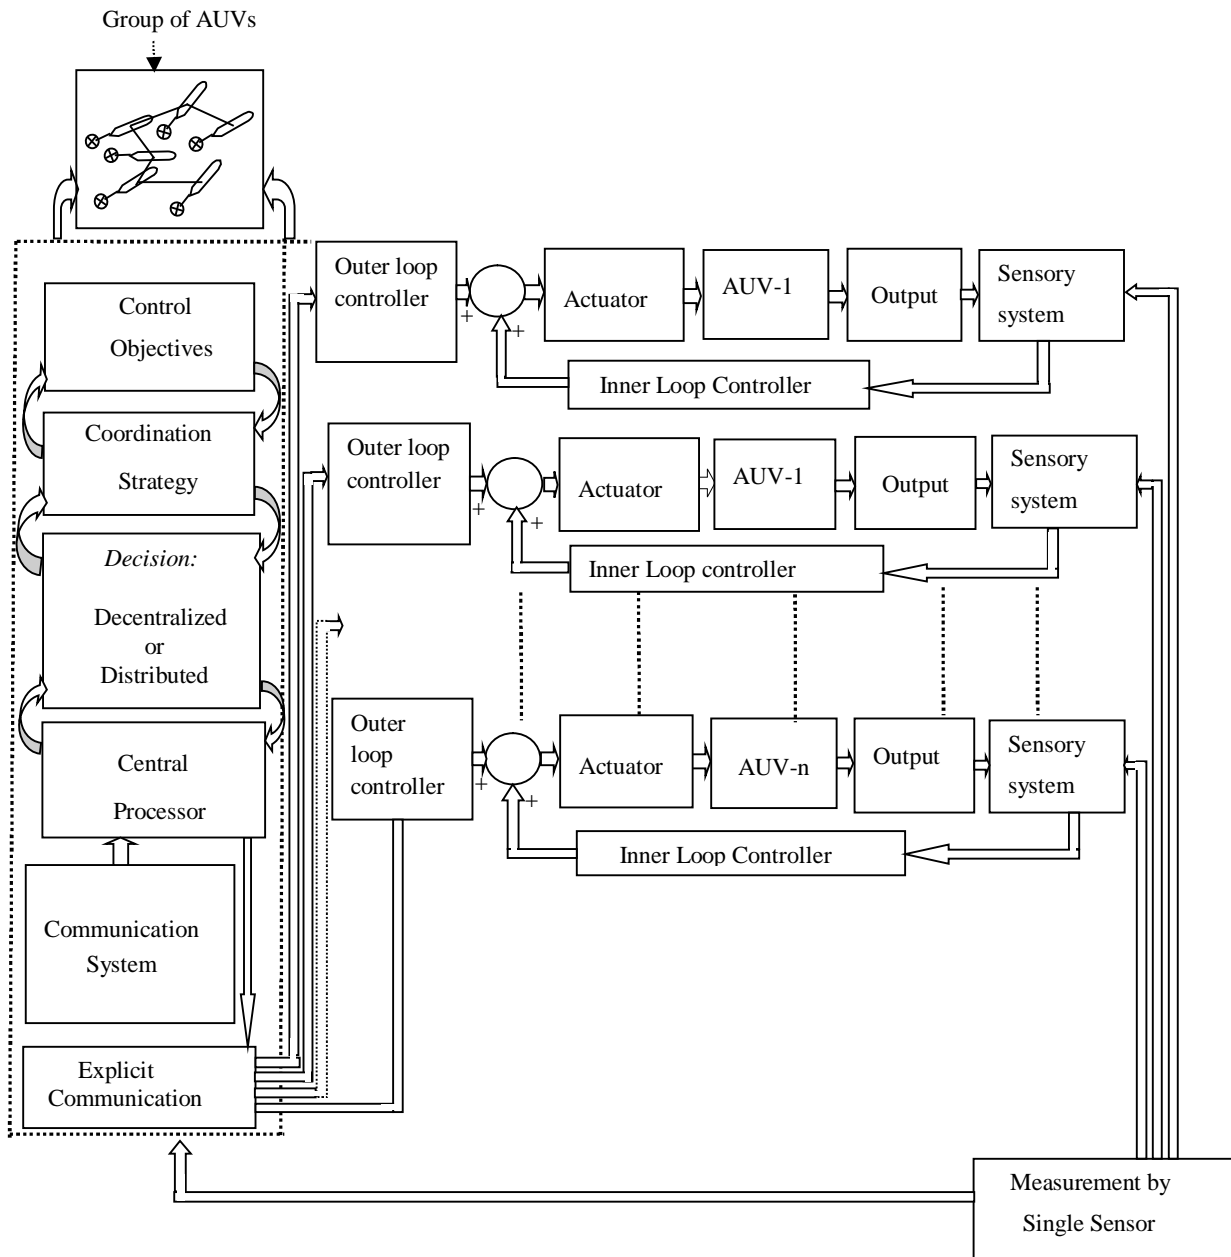 Group of AUVs
Control
Objectives
Coordination
Strategy
Decision:
Decentralized
or
Distributed
Central
Processor
Communication
System
Explicit
Communication
Outer loop
controller
+
+
Actuator
AUV-1
Output
Sensory
system
Inner Loop Controller
Outer loop
controller
+
+
Actuator
AUV-1
Output
Sensory
system
Inner Loop controller
Outer
loop
controller
+
+
Actuator
AUV-n
Output
Sensory
system
Inner Loop Controller
Measurement by
Single Sensor